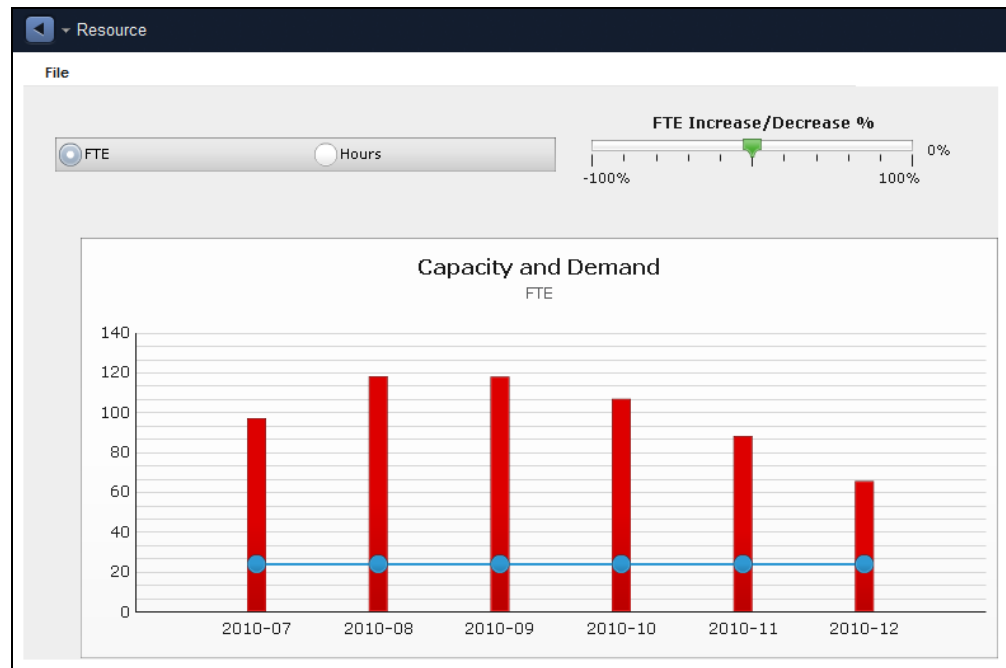 Resource
File
FTE Hours
FTE Increase/Decrease %
0%
-100% 100%
Capacity and Demand
FTE
140
120
100
80
60
40
20
0
2010-07 2010-08 2010-09 2010-10 2010-11 2010-12